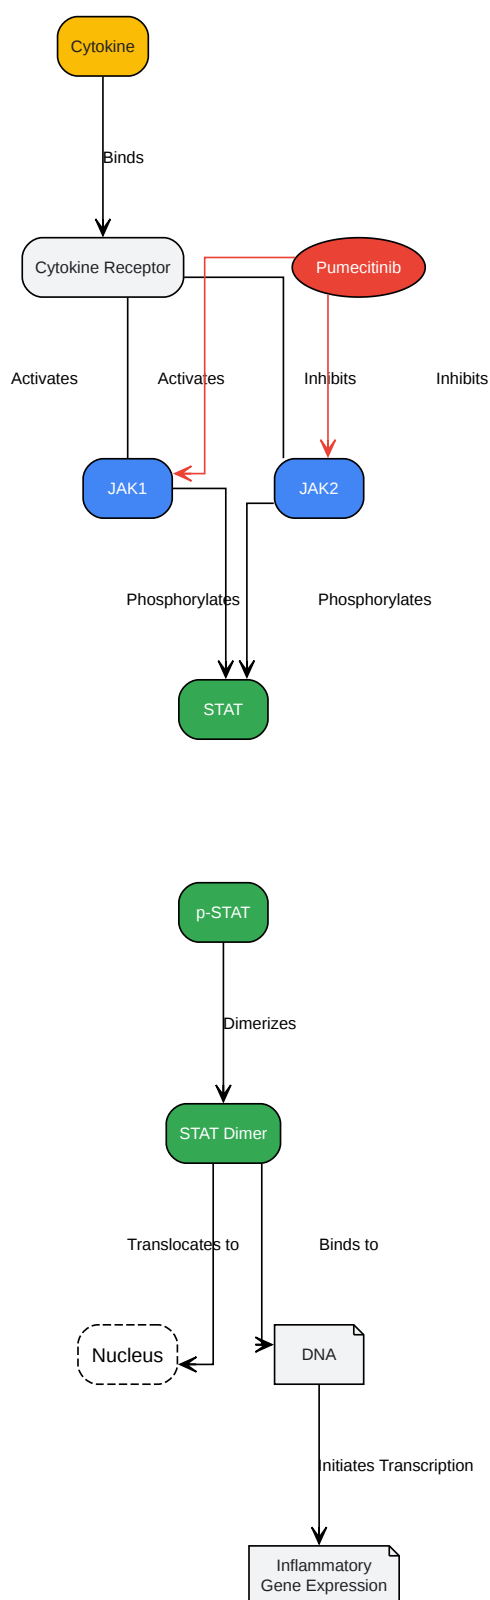 Cytokine
Binds
Cytokine Receptor
Pumecitinib
Activates
Activates
Inhibits
Inhibits
JAK1
JAK2
Phosphorylates
Phosphorylates
STAT
p-STAT
Dimerizes
STAT Dimer
Translocates to
Binds to
Nucleus
DNA
Initiates Transcription
Inflammatory
Gene Expression